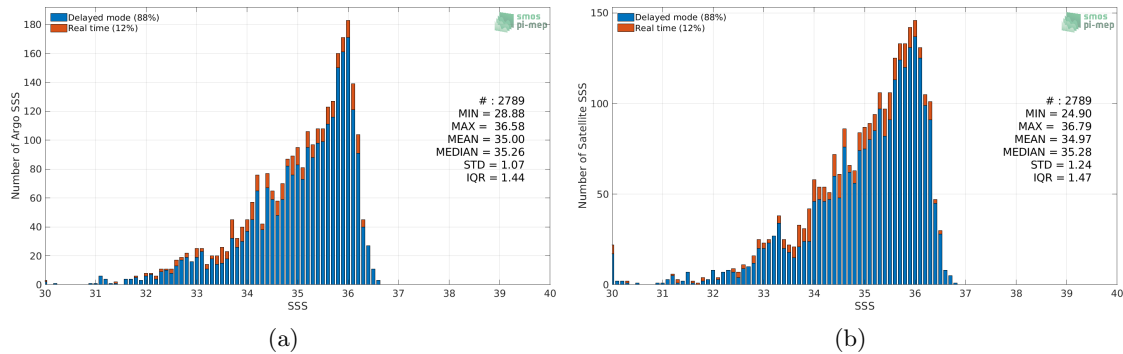 Delayed mode (88%)
Real time (12%)
smos
pi-mep
Number of Argo SSS
180
160
140
120
100
80
60
40
20
0
# : 2789
MIN = 28.88
MAX = 36.58
MEAN = 35.00
MEDIAN = 35.26
STD = 1.07
IQR = 1.44
30 31 32 33 34 35 36 37 38 39 40
SSS
(a)
Delayed mode (88%)
Real time (12%)
smos
pi-mep
Number of Satellite SSS
150
100
50
0
# : 2789
MIN = 24.90
MAX = 36.79
MEAN = 34.97
MEDIAN = 35.28
STD = 1.24
IQR = 1.47
30 31 32 33 34 35 36 37 38 39 40
SSS
(b)